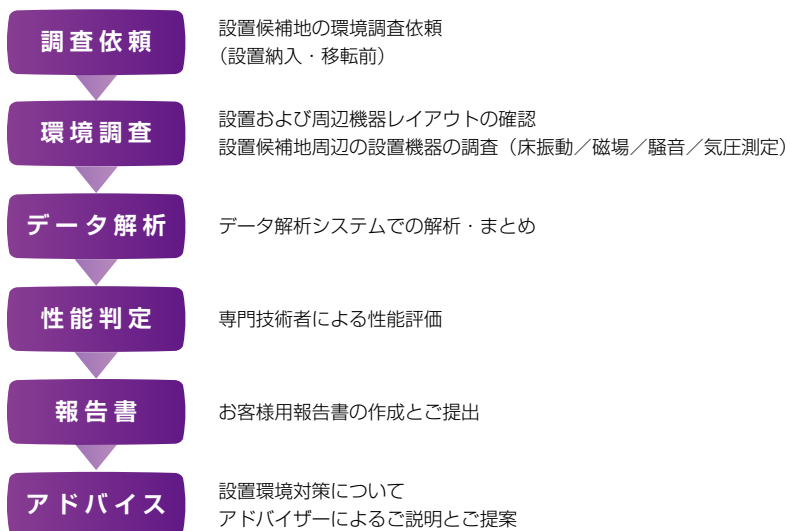 調査依頼
設置候補地の環境調査依頼
（設置納入・移転前）
環境調査
設置および周辺機器レイアウトの確認
設置候補地周辺の設置機器の調査（床振動／磁場／騒音／気圧測定）
データ解析
データ解析システムでの解析・まとめ
性能判定
専門技術者による性能評価
報告書
お客様用報告書の作成とご提出
アドバイス
設置環境対策について
アドバイザーによるご説明とご提案